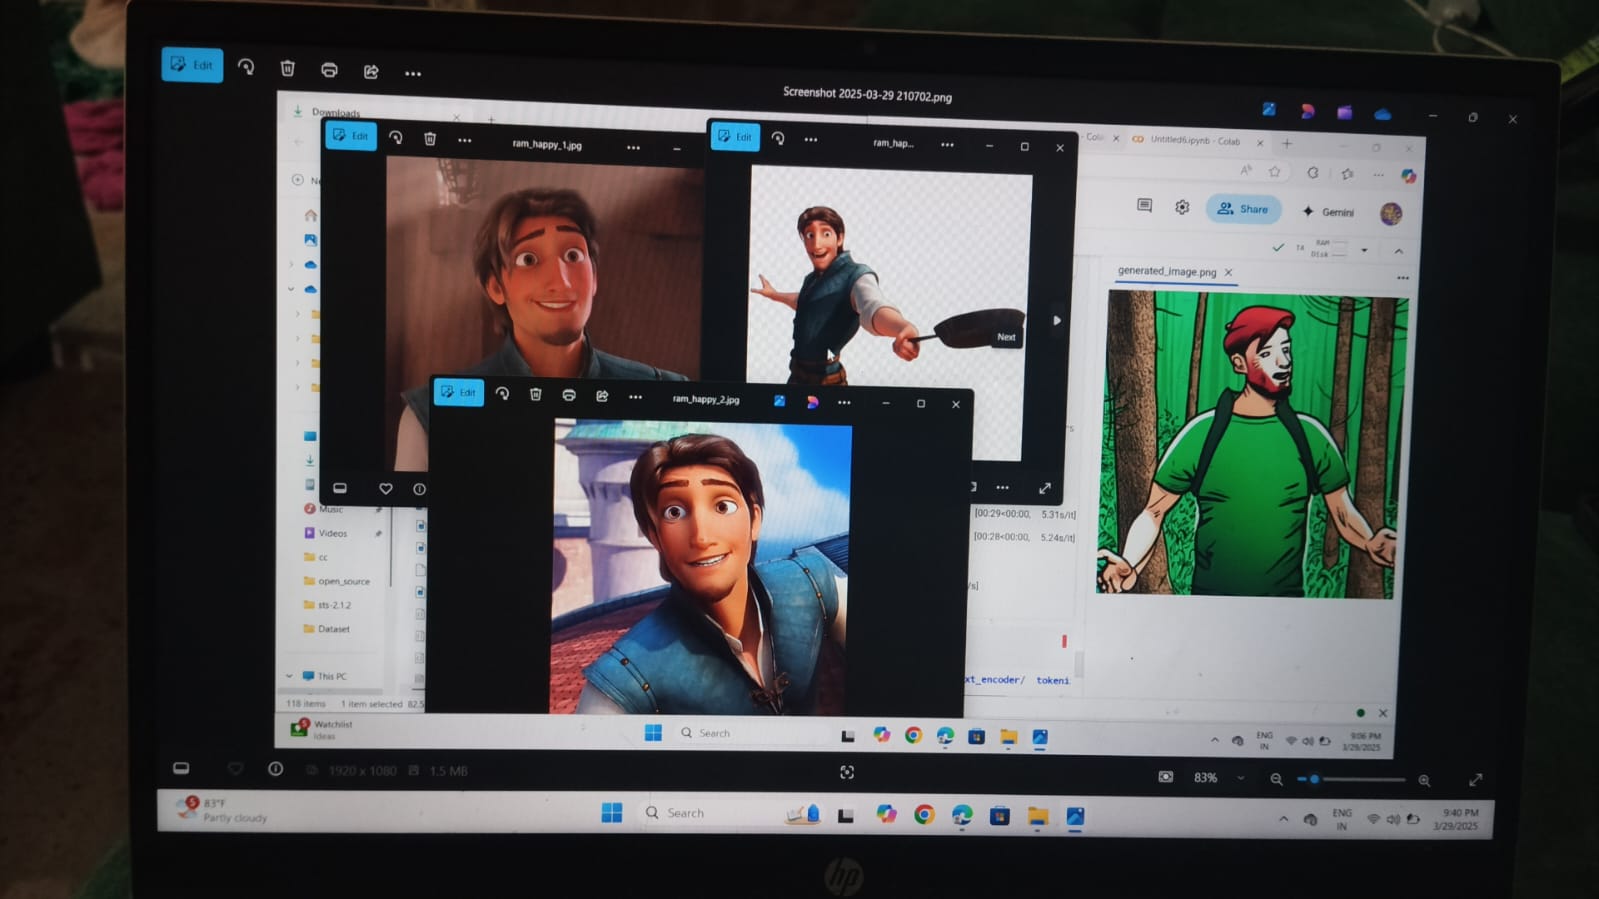 Edit
Screenshot 2025-03-29 210702.png
Downloads
Edit
ram_happy_1.jpg
Edit
ram_hap...
Untitled6.ipynb - Colab
Share
Gemini
RAM
Disk
generated_image.png
Next
Edit
ram_happy_2.jpg
Music
Videos
cc
open_source
sts-2.1.2
Dataset
This PC
118 items 1 item selected 82.5
[00:29<00:00, 5.31s/it]
[00:28<00:00, 5.24s/it]
xt_encoder/ tokeni
5
Watchlist
Ideas
Search
ENG
IN
9:06 PM
3/29/2025
1920 x 1080 1.5 MB
83%
5
83°F
Partly cloudy
Search
ENG
IN
9:40 PM
3/29/2025
hp